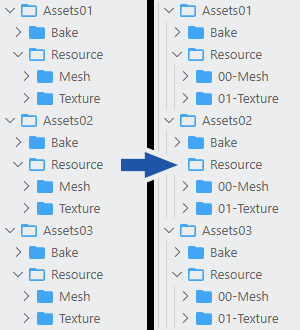 Assets01
Bake
Resource
Mesh
Texture
Assets02
Bake
Resource
Mesh
Texture
Assets03
Bake
Resource
Mesh
Texture
Assets01
Bake
Resource
00-Mesh
01-Texture
Assets02
Bake
Resource
00-Mesh
01-Texture
Assets03
Bake
Resource
00-Mesh
01-Texture